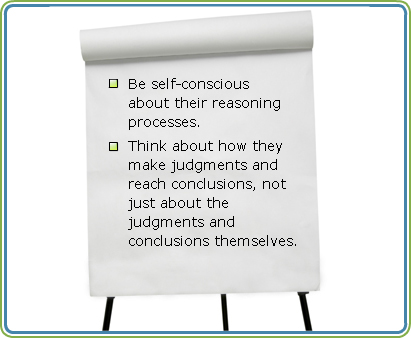 Be self-conscious
about their reasoning
processes.
Think about how they
make judgments and
reach conclusions, not
just about the
judgments and
conclusions themselves.